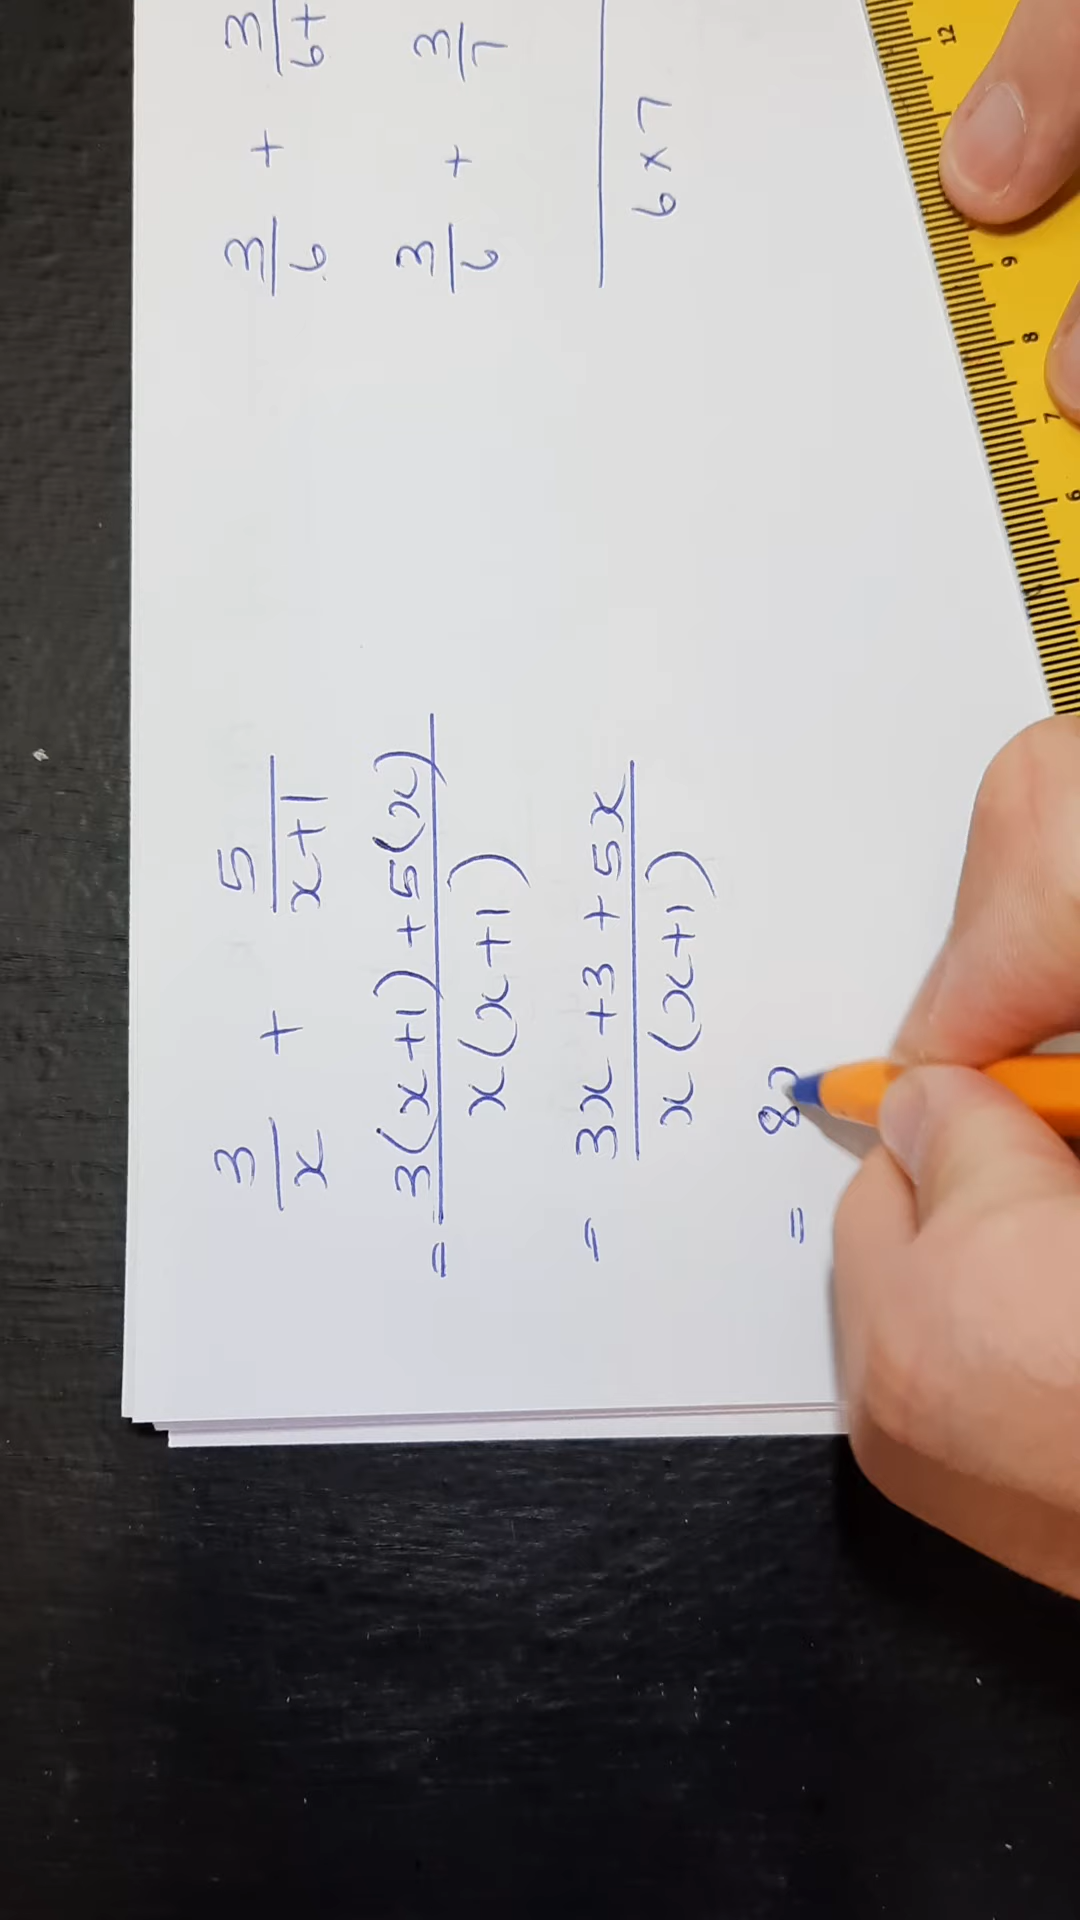 3/x + 5/x+1
= 3(x+1) + 5(x) / x(x+1)
= 3x + 3 + 5x / x(x+1)
= 8
3/6 + 3/6+
3/6 + 3/7
6 × 7
12
9
8
7
6